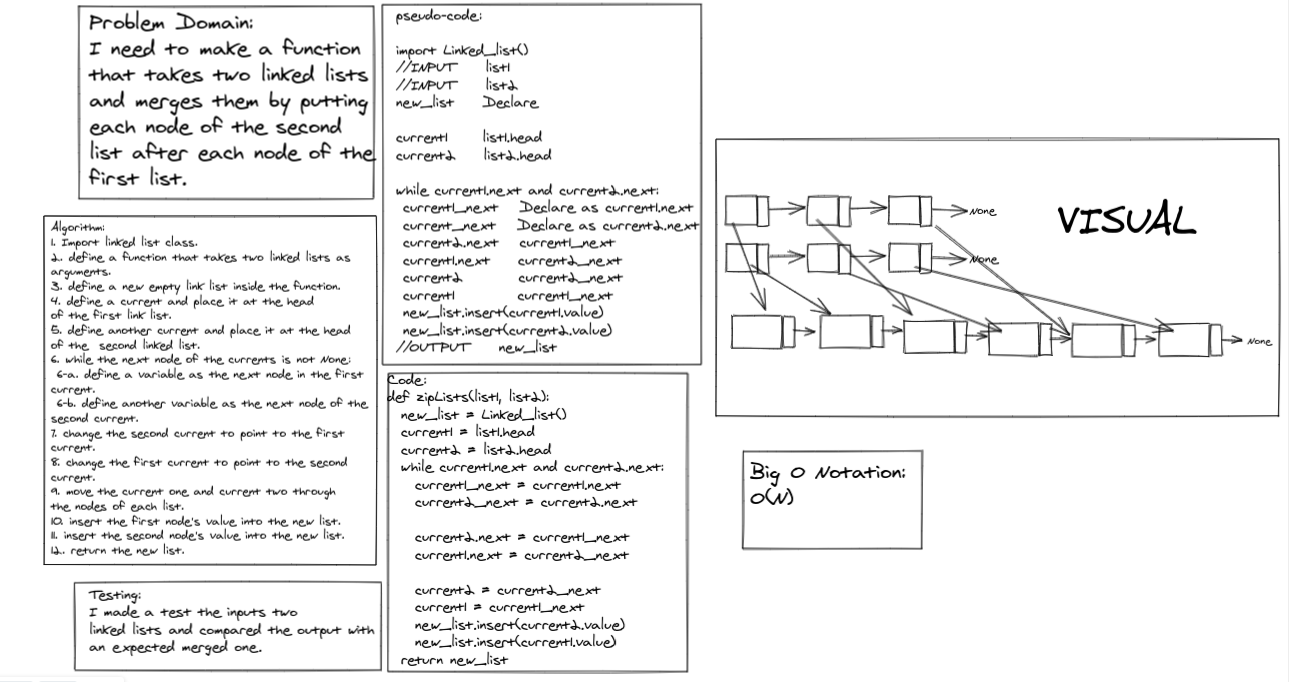 Problem Domain:
I need to make a function
that takes two linked lists
and merges them by putting
each node of the second
list after each node of the
first list.
Algorithm:
1. Import linked list class.
2. define a function that takes two linked lists as
arguments.
3. define a new empty link list inside the function.
4. define a current and place it at the head
of the first link list.
5. define another current and place it at the head
of the second linked list.
6. while the next node of the currents is not None:
6-a. define a variable as the next node in the first
current.
6-b. define another variable as the next node of the
second current.
7. change the second current to point to the first
current.
8. change the first current to point to the second
current.
9. move the current one and current two through
the nodes of each list.
10. insert the first node's value into the new list.
11. insert the second node's value into the new list.
12. return the new list.
Testing:
I made a test the inputs two
linked lists and compared the output with
an expected merged one.
pseudo-code:
import Linked_list()
//INPUT list1
//INPUT list2
new_list Declare
current1 list1.head
current2 list2.head
while current1.next and current2.next:
current1_next Declare as current1.next
current_next Declare as current2.next
current2.next current1_next
current1.next current2_next
current2 current2_next
current1 current1_next
new_list.insert(current1.value)
new_list.insert(current2.value)
//OUTPUT new_list
Code:
def zipLists(list1, list2):
new_list = Linked_list()
current1 = list1.head
current2 = list2.head
while current1.next and current2.next:
current1_next = current1.next
current2_next = current2.next
current2.next = current1_next
current1.next = current2_next
current2 = current2_next
current1 = current1_next
new_list.insert(current2.value)
new_list.insert(current1.value)
return new_list
VISUAL
None
None
None
Big O Notation:
O(N)